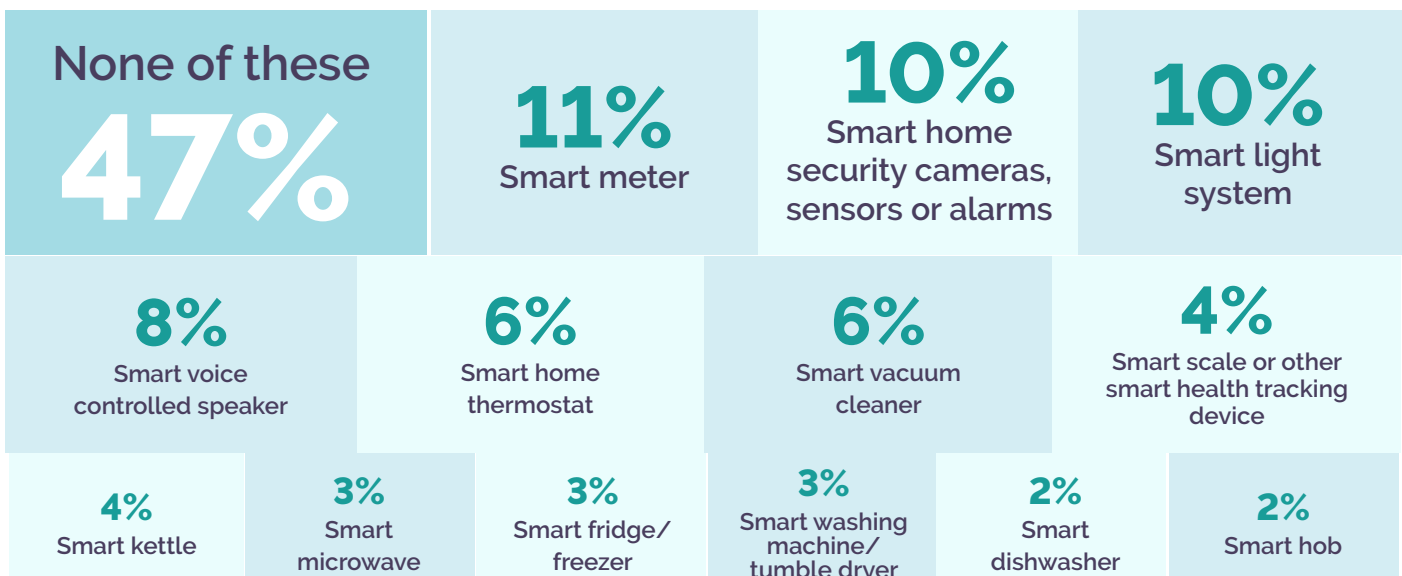 None of these
47%
11%
Smart meter
10%
Smart home
security cameras,
sensors or alarms
10%
Smart light
system
8%
Smart voice
controlled speaker
6%
Smart home
thermostat
6%
Smart vacuum
cleaner
4%
Smart scale or other
smart health tracking
device
4%
Smart kettle
3%
Smart
microwave
3%
Smart fridge/
freezer
3%
Smart washing
machine/
tumble dryer
2%
Smart
dishwasher
2%
Smart hob